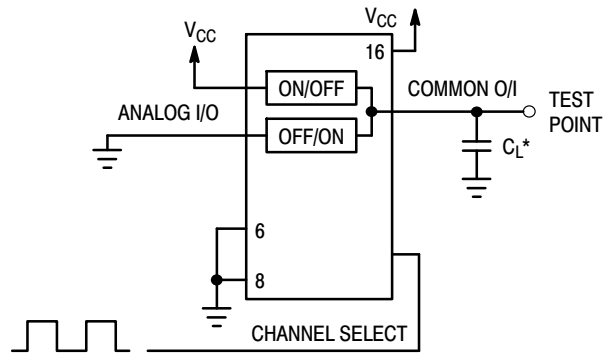 VCC
VCC
16
ON/OFF
COMMON O/I
TEST
POINT
ANALOG I/O
OFF/ON
CL*
6
8
CHANNEL SELECT